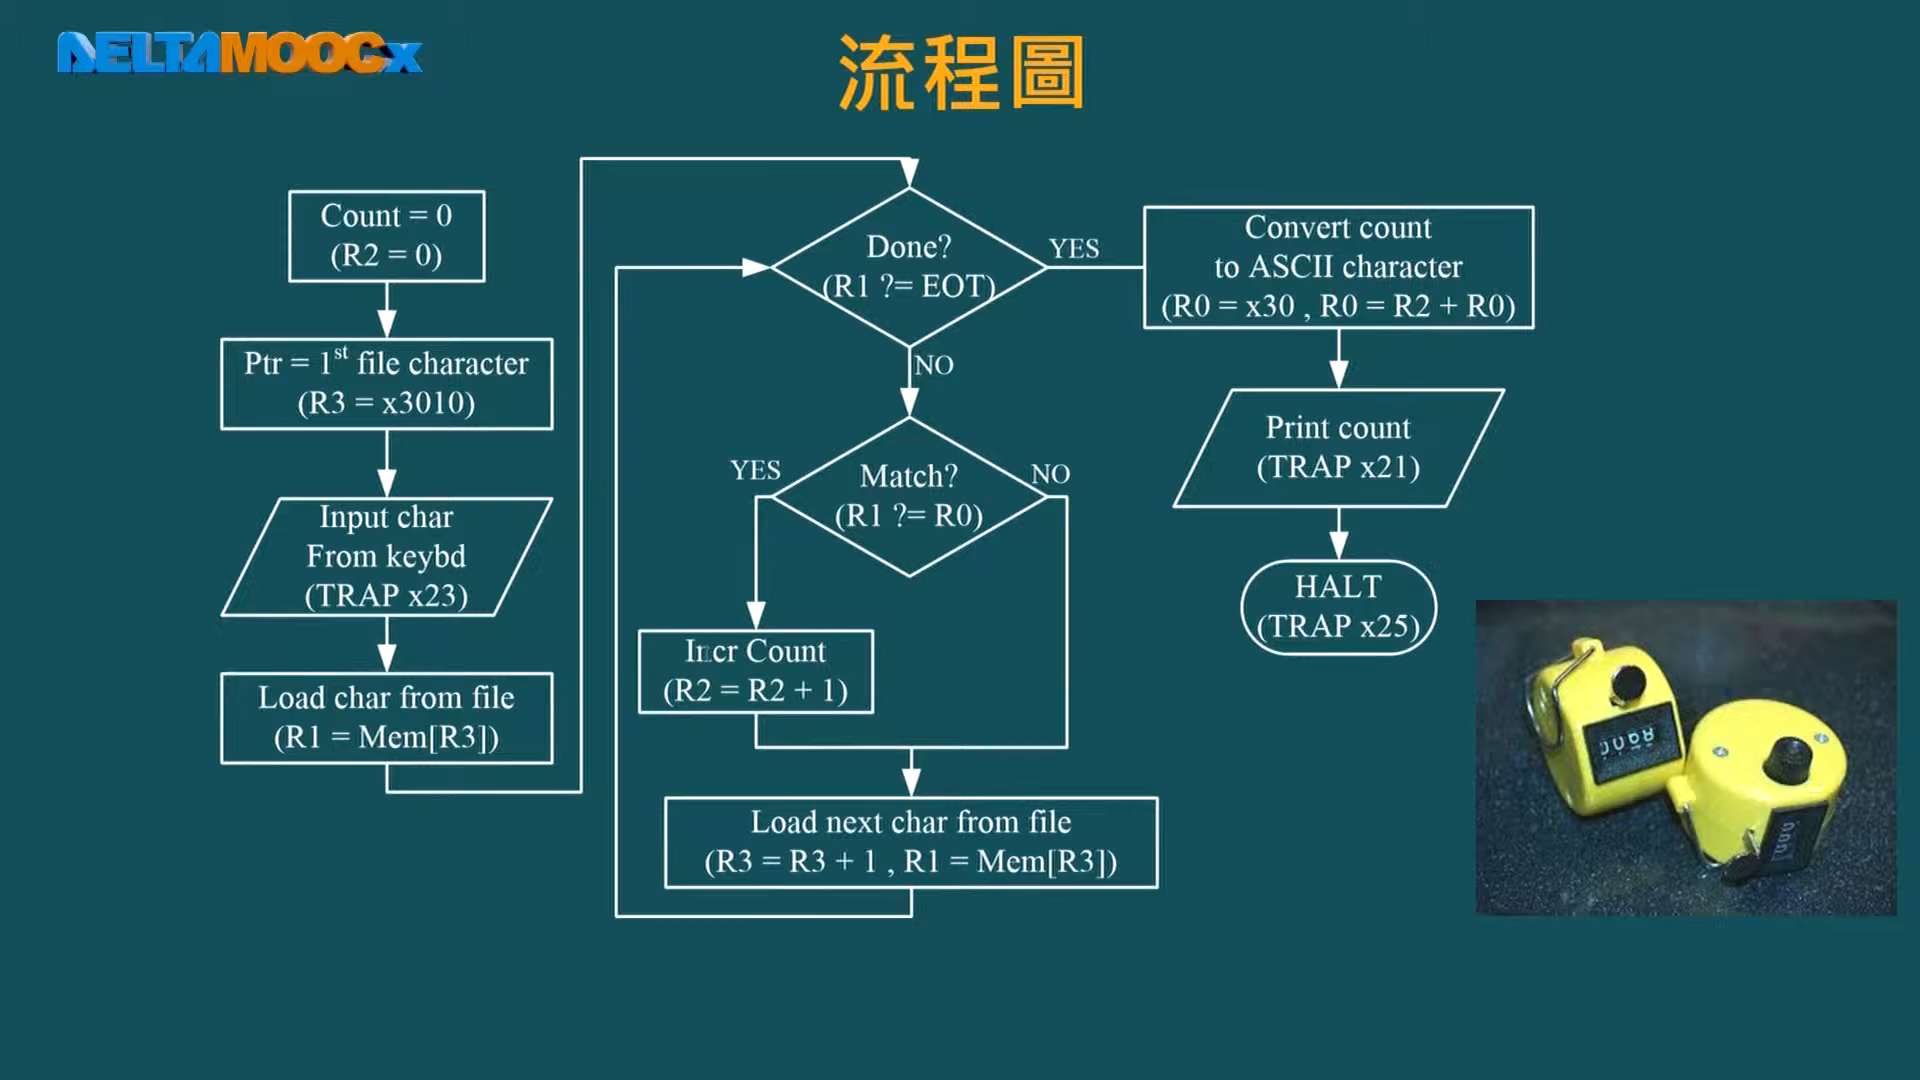 DELTAMOOCx
流程圖
Count = 0
(R2 = 0)
Ptr = 1st file character
(R3 = x3010)
Input char
From keybd
(TRAP x23)
Load char from file
(R1 = Mem[R3])
Done?
(R1 ?= EOT)
YES
NO
Match?
(R1 ?= R0)
YES
NO
Incr Count
(R2 = R2 + 1)
Load next char from file
(R3 = R3 + 1 , R1 = Mem[R3])
Convert count
to ASCII character
(R0 = x30 , R0 = R2 + R0)
Print count
(TRAP x21)
HALT
(TRAP x25)